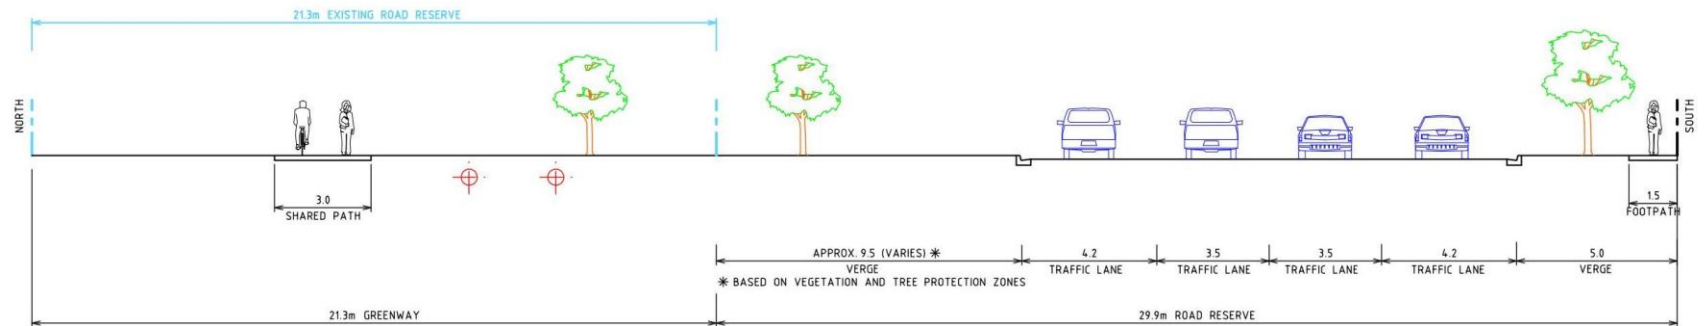 21.3m EXISTING ROAD RESERVE
NORTH
SOUTH
3.0
SHARED PATH
1.5
FOOTPATH
APPROX. 9.5 (VARIES) *
VERGE
* BASED ON VEGETATION AND TREE PROTECTION ZONES
4.2
TRAFFIC LANE
3.5
TRAFFIC LANE
3.5
TRAFFIC LANE
4.2
TRAFFIC LANE
5.0
VERGE
21.3m GREENWAY
29.9m ROAD RESERVE